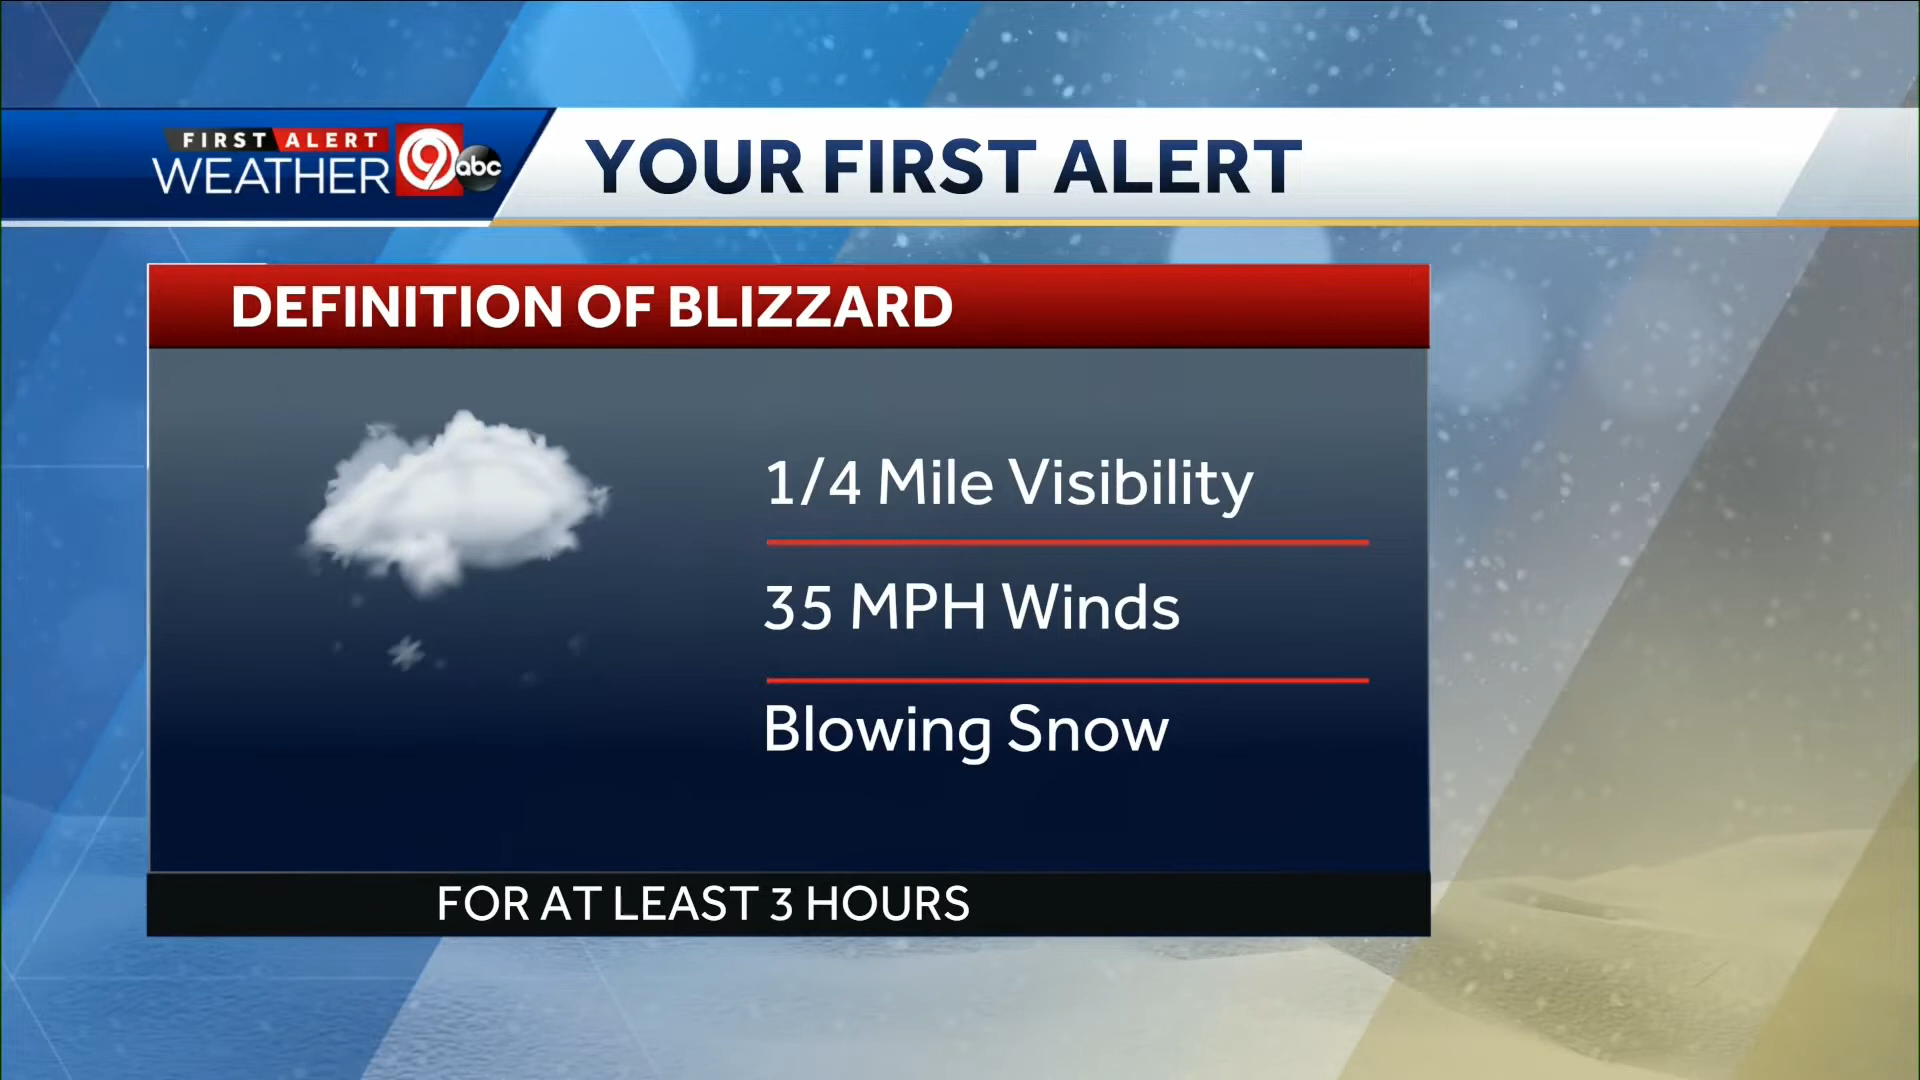 FIRST ALERT
WEATHER 9 abc
YOUR FIRST ALERT
DEFINITION OF BLIZZARD
1/4 Mile Visibility
35 MPH Winds
Blowing Snow
FOR AT LEAST 3 HOURS